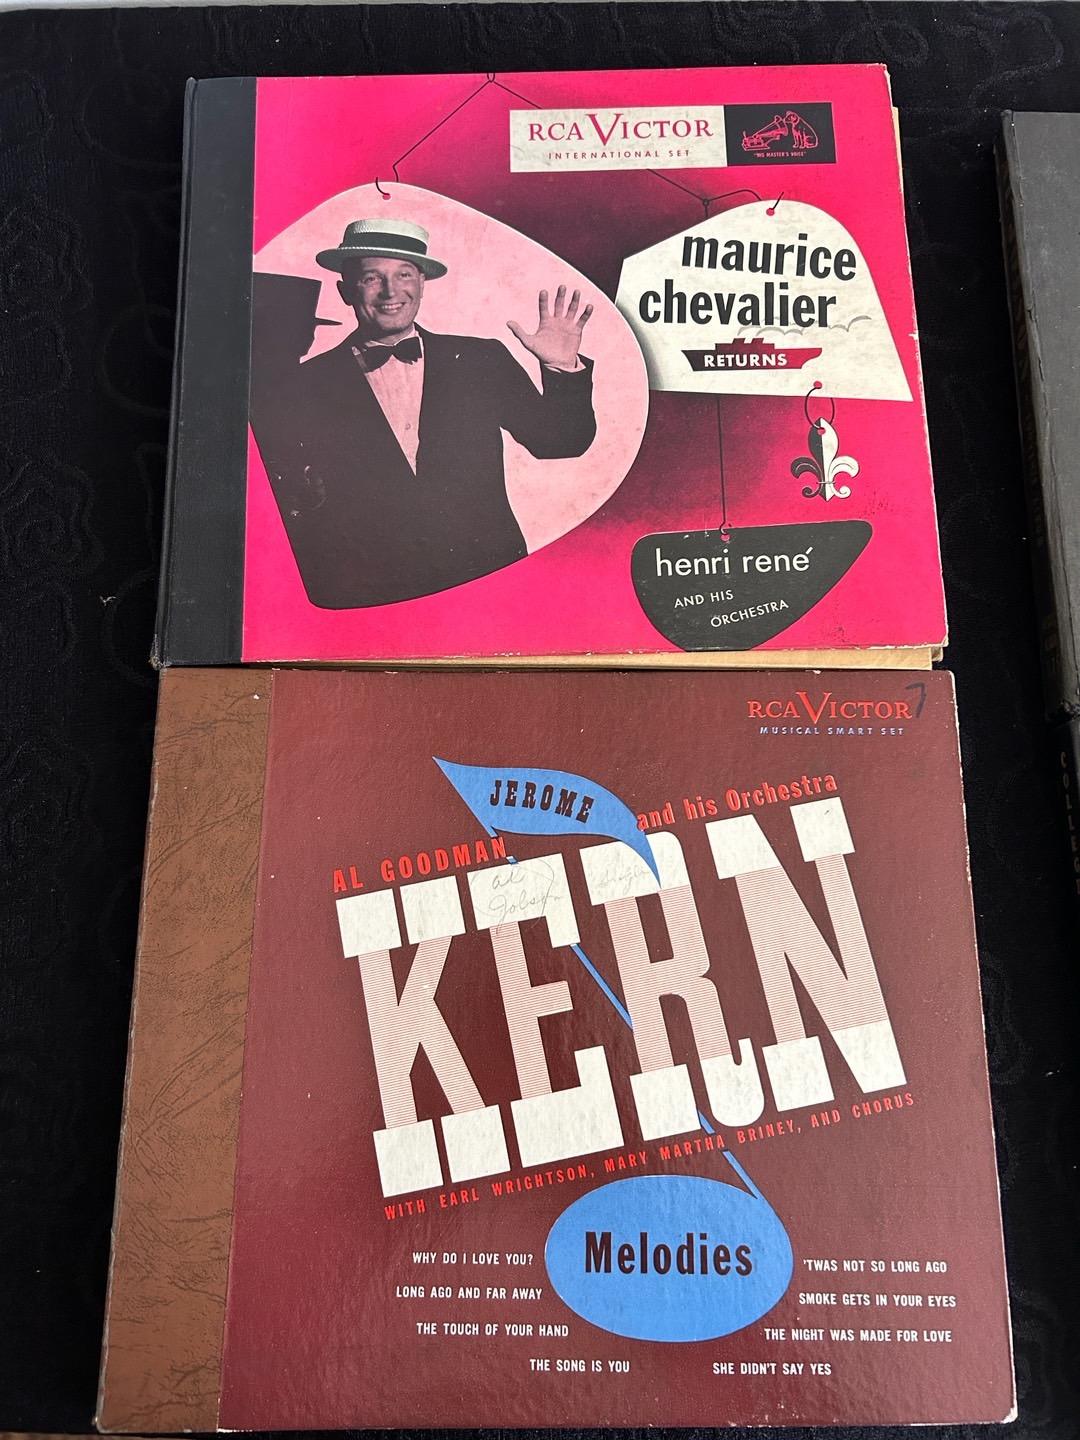 RCA VICTOR
INTERNATIONAL SET
"HIS MASTER'S VOICE"
maurice
chevalier
RETURNS
henri rené
AND HIS
ORCHESTRA
RCA VICTOR 7
MUSICAL SMART SET
JEROME
AL GOODMAN and his Orchestra
al
Jolson
KERN
WITH EARL WRIGHTSON, MARY MARTHA BRINEY, AND CHORUS
Melodies
WHY DO I LOVE YOU?
LONG AGO AND FAR AWAY
THE TOUCH OF YOUR HAND
THE SONG IS YOU
'TWAS NOT SO LONG AGO
SMOKE GETS IN YOUR EYES
THE NIGHT WAS MADE FOR LOVE
SHE DIDN'T SAY YES